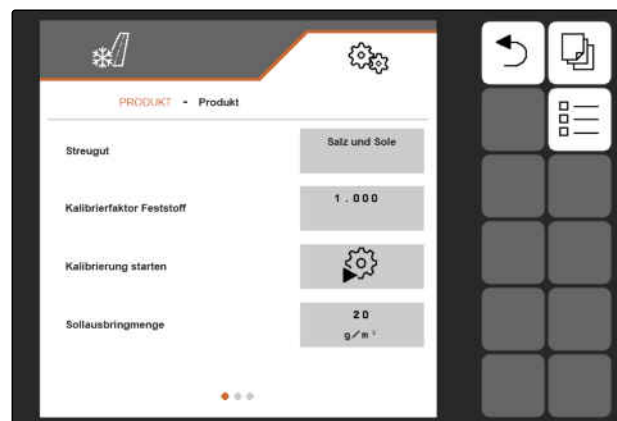 PRODUKT - Produkt
Streugut
Salz und Sole
Kalibrierfaktor Feststoff
1.000
Kalibrierung starten
Sollausbringmenge
20
g/m²